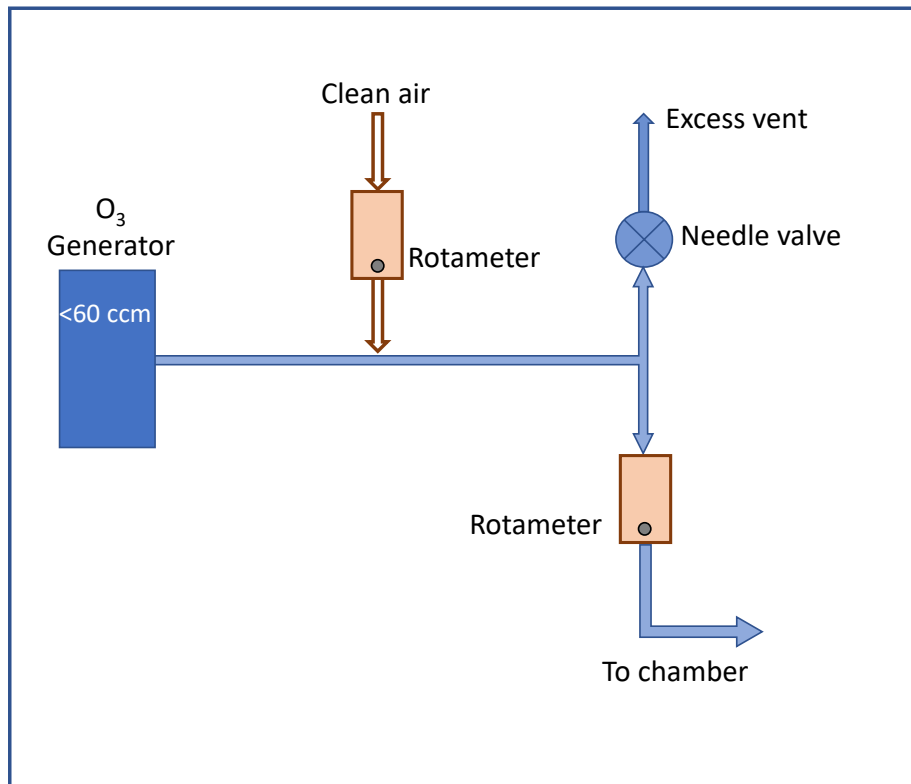 Clean air
Excess vent
O₃
Generator
Needle valve
Rotameter
<60 ccm
Rotameter
To chamber